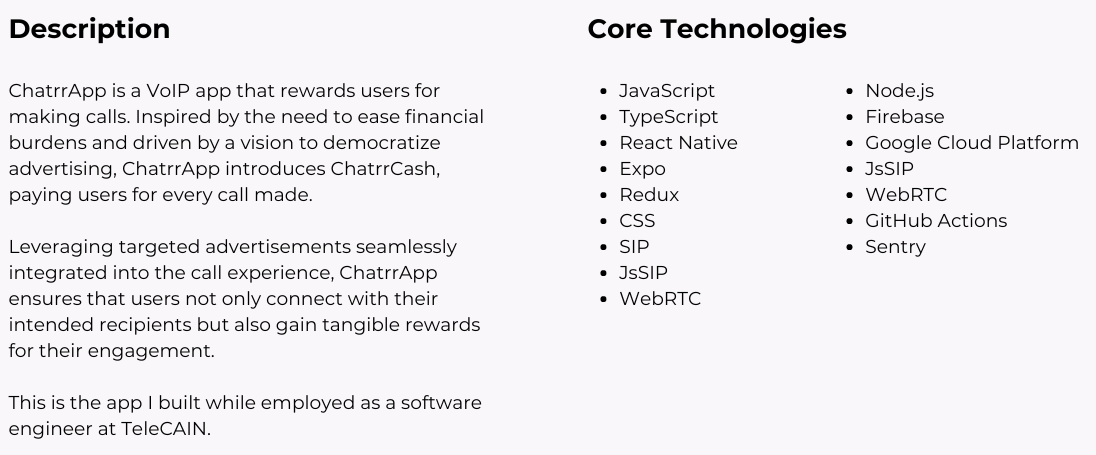 Description
ChatrrApp is a VoIP app that rewards users for
making calls. Inspired by the need to ease financial
burdens and driven by a vision to democratize
advertising, ChatrrApp introduces ChatrrCash,
paying users for every call made.
Leveraging targeted advertisements seamlessly
integrated into the call experience, ChatrrApp
ensures that users not only connect with their
intended recipients but also gain tangible rewards
for their engagement.
This is the app I built while employed as a software
engineer at TeleCAIN.
Core Technologies
• JavaScript
• TypeScript
• React Native
• Expo
• Redux
• CSS
• SIP
• JsSIP
• WebRTC
• Node.js
• Firebase
• Google Cloud Platform
• JsSIP
• WebRTC
• GitHub Actions
• Sentry